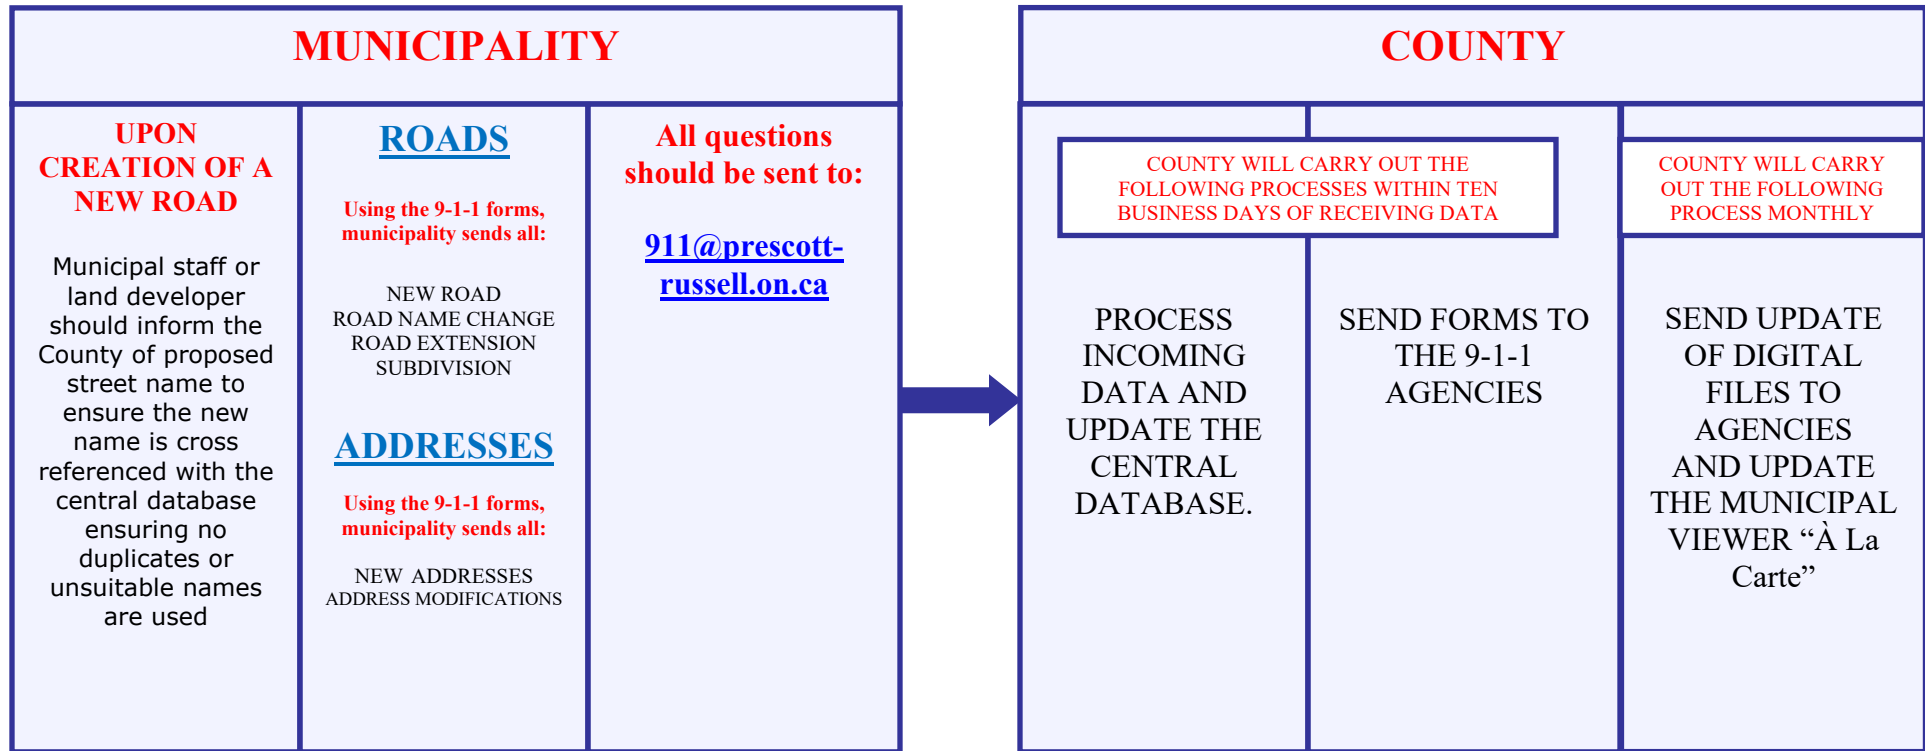 MUNICIPALITY
UPON
CREATION OF A
NEW ROAD
Municipal staff or
land developer
should inform the
County of proposed
street name to
ensure the new
name is cross
referenced with the
central database
ensuring no
duplicates or
unsuitable names
are used
ROADS
Using the 9-1-1 forms,
municipality sends all:
NEW ROAD
ROAD NAME CHANGE
ROAD EXTENSION
SUBDIVISION
ADDRESSES
Using the 9-1-1 forms,
municipality sends all:
NEW ADDRESSES
ADDRESS MODIFICATIONS
All questions
should be sent to:
911@prescott-
russell.on.ca
COUNTY
COUNTY WILL CARRY OUT THE
FOLLOWING PROCESSES WITHIN TEN
BUSINESS DAYS OF RECEIVING DATA
PROCESS
INCOMING
DATA AND
UPDATE THE
CENTRAL
DATABASE.
SEND FORMS TO
THE 9-1-1
AGENCIES
COUNTY WILL CARRY
OUT THE FOLLOWING
PROCESS MONTHLY
SEND UPDATE
OF DIGITAL
FILES TO
AGENCIES
AND UPDATE
THE MUNICIPAL
VIEWER “À La
Carte”